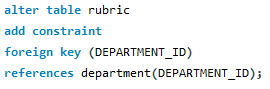 alter table rubric
add constraint
foreign key (DEPARTMENT_ID)
references department(DEPARTMENT_ID);